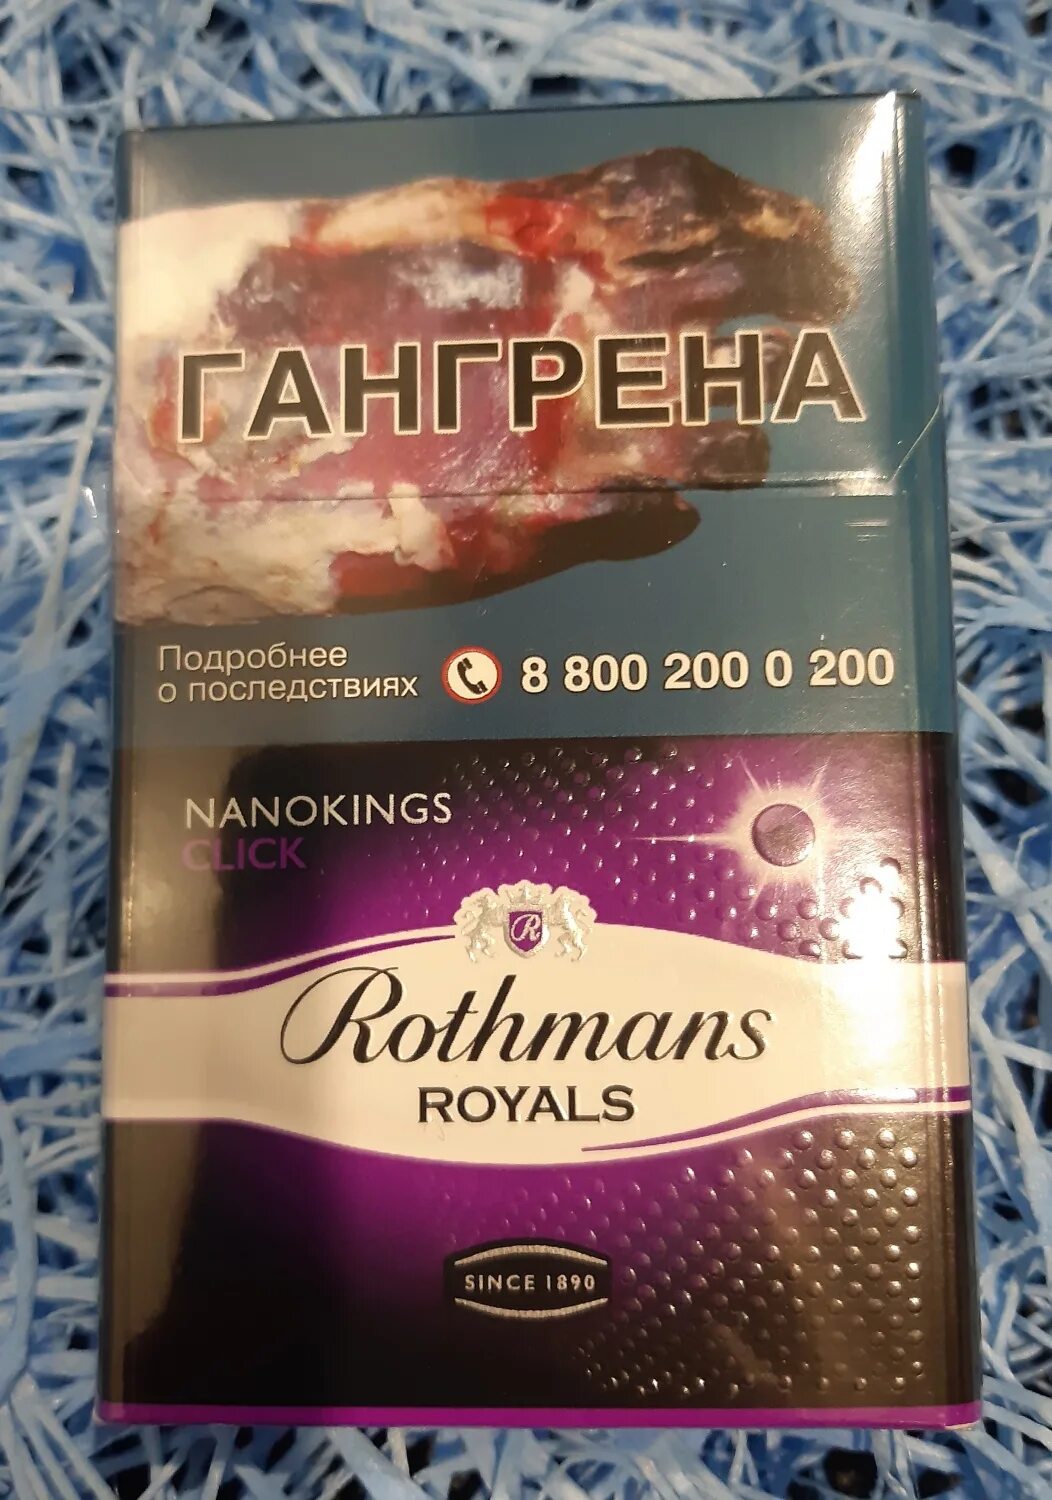 ГАНГРЕНА
Подробнее
о последствиях
8 800 200 0 200
NANOKINGS
CLICK
R
Rothmans
ROYALS
SINCE 1890